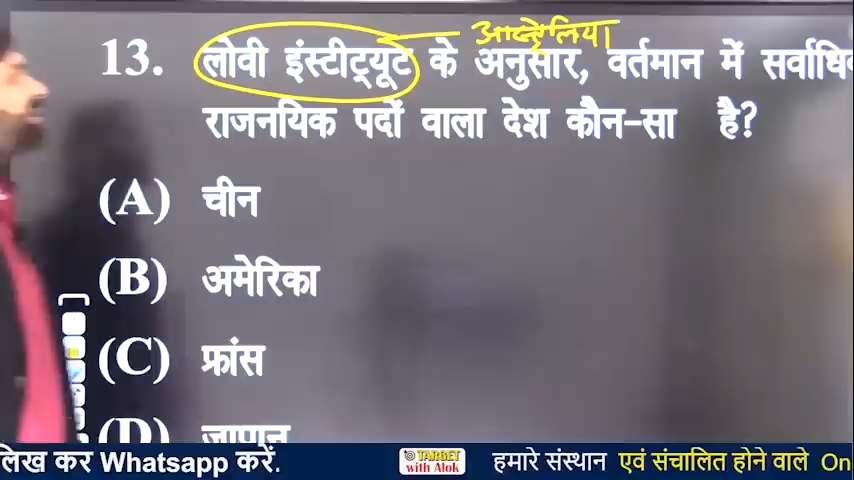 आस्ट्रेलिया
13. लोवी इंस्टीट्यूट के अनुसार, वर्तमान में सर्वाधि
राजनयिक पदों वाला देश कौन-सा है?
(A) चीन
(B) अमेरिका
(C) फ्रांस
(D) जापान
लिख कर Whatsapp करें.
TARGET
with Alok
हमारे संस्थान एवं संचालित होने वाले On